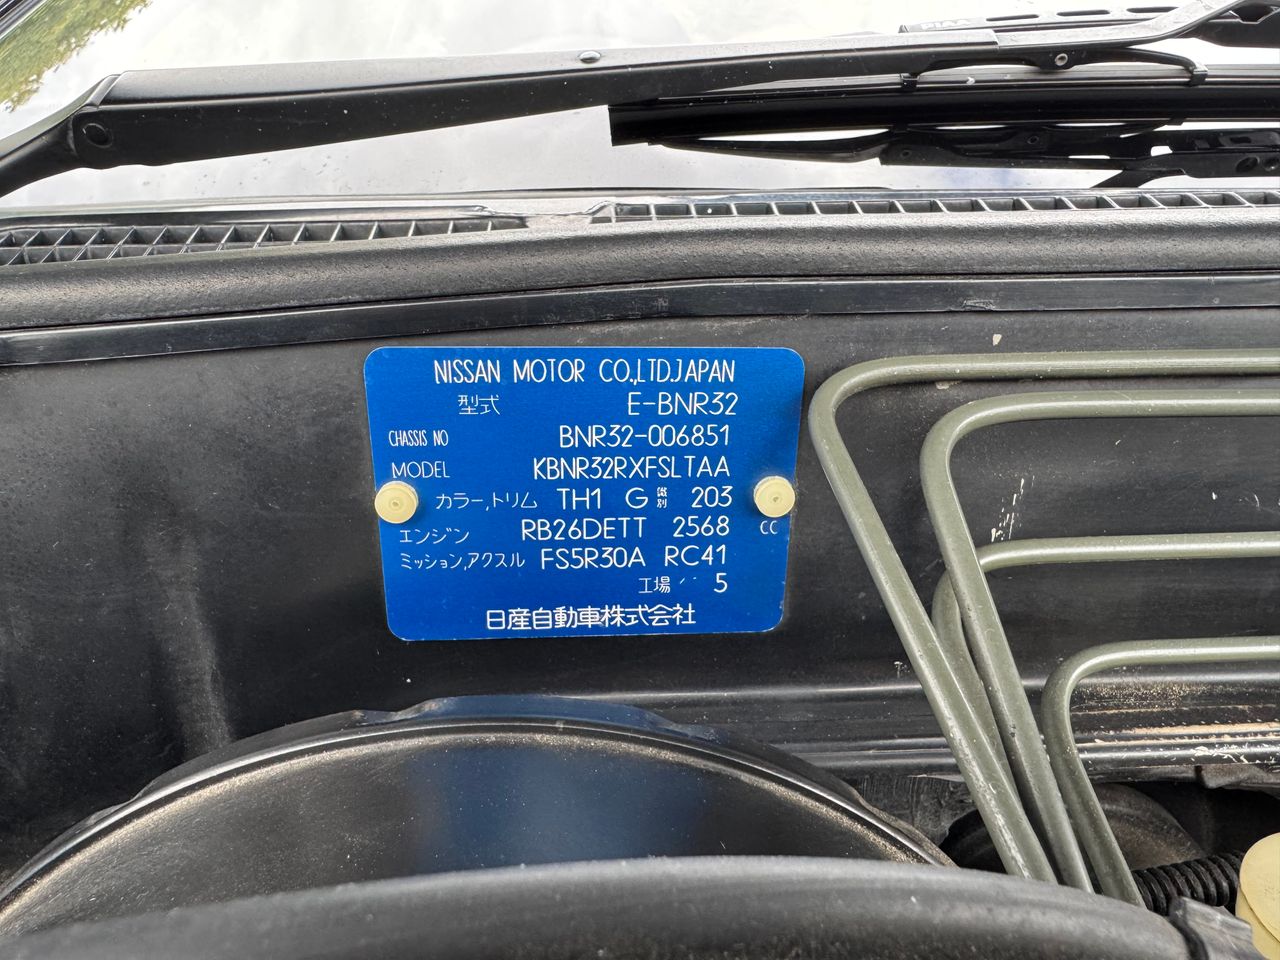 PIAA
NISSAN MOTOR CO.,LTD.JAPAN
型式 E-BNR32
CHASSIS NO BNR32-006851
MODEL KBNR32RXFSLTAA
カラー,トリム TH1 G 識別 203
エンジン RB26DETT 2568 CC
ミッション,アクスル FS5R30A RC41
工場 5
日産自動車株式会社